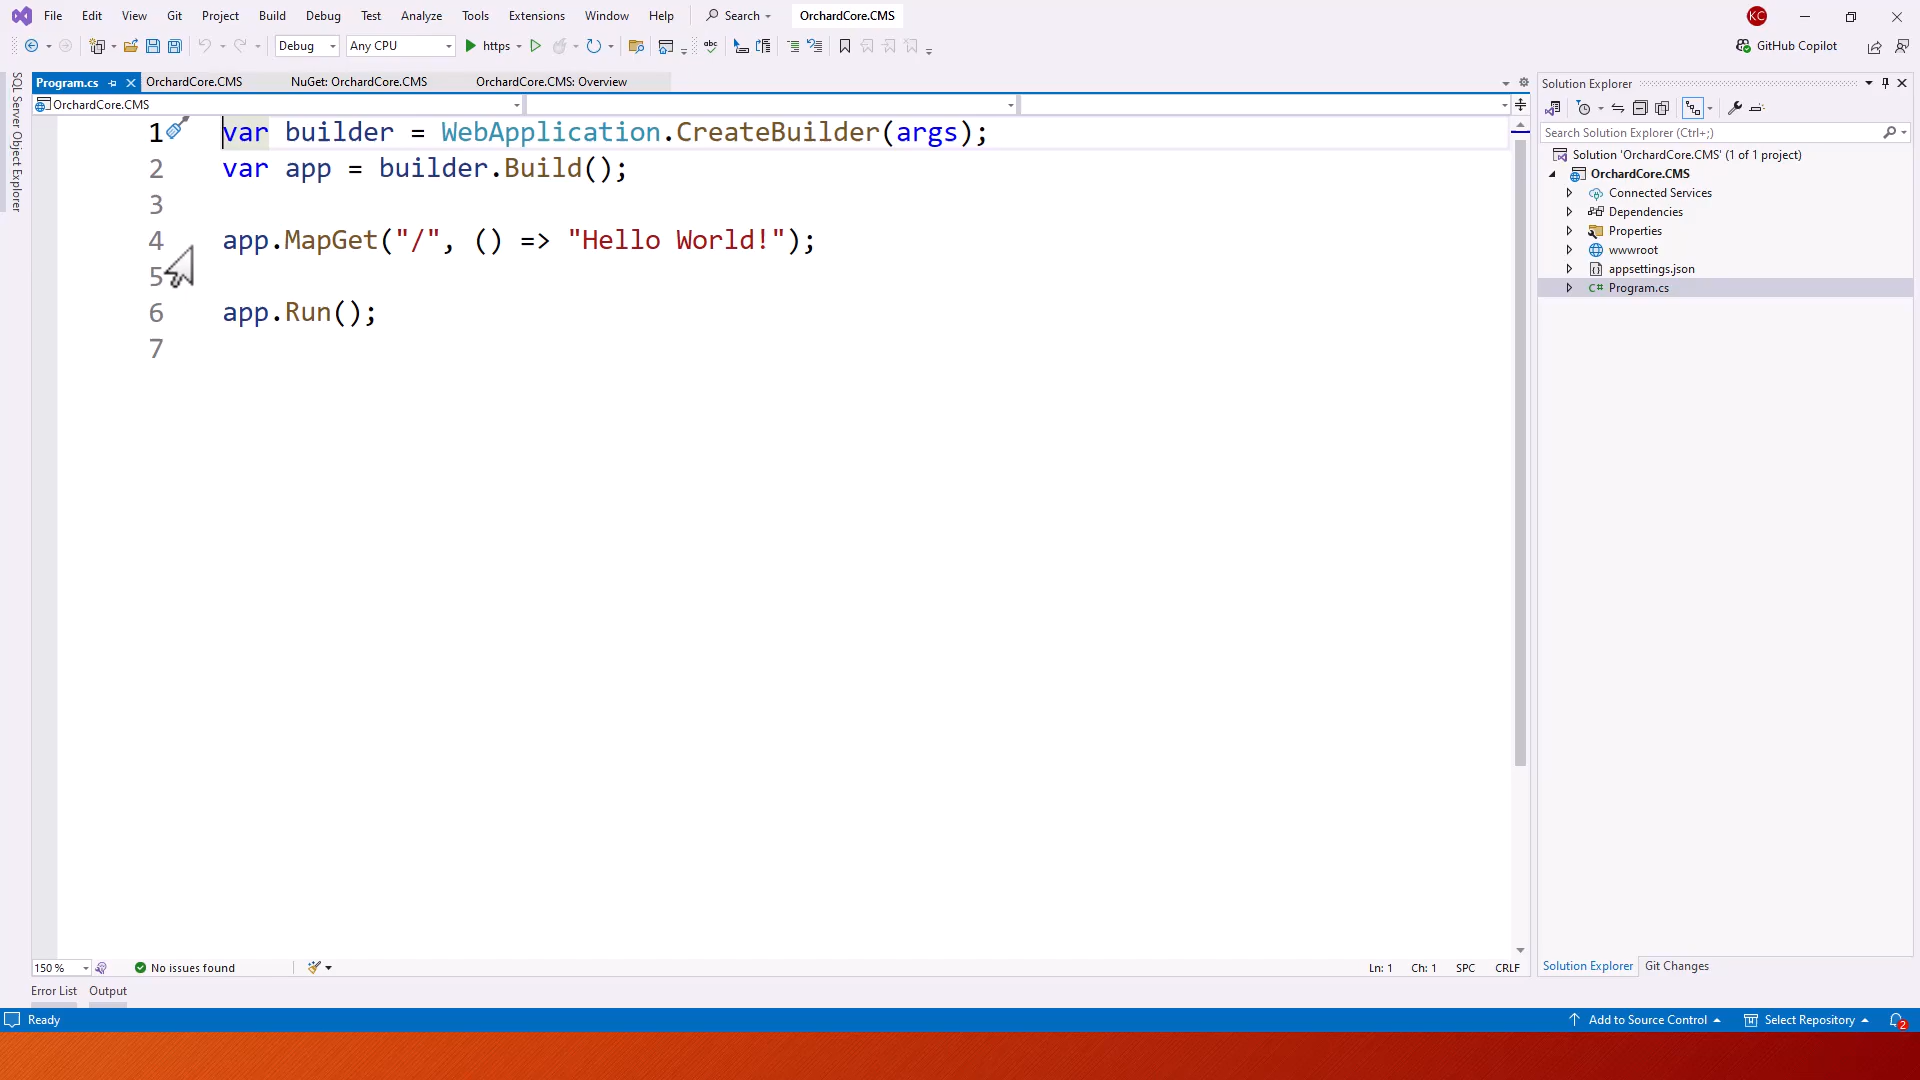 File Edit View Git Project Build Debug Test Analyze Tools Extensions Window Help Search OrchardCore.CMS KC
Debug Any CPU https GitHub Copilot
Program.cs OrchardCore.CMS NuGet: OrchardCore.CMS OrchardCore.CMS: Overview
OrchardCore.CMS
SQL Server Object Explorer
1 var builder = WebApplication.CreateBuilder(args);
2 var app = builder.Build();
3
4 app.MapGet("/", () => "Hello World!");
5
6 app.Run();
7
150 % No issues found Ln: 1 Ch: 1 SPC CRLF
Solution Explorer
Search Solution Explorer (Ctrl+;)
Solution 'OrchardCore.CMS' (1 of 1 project)
OrchardCore.CMS
Connected Services
Dependencies
Properties
wwwroot
appsettings.json
C# Program.cs
Solution Explorer Git Changes
Error List Output
Ready Add to Source Control Select Repository 2